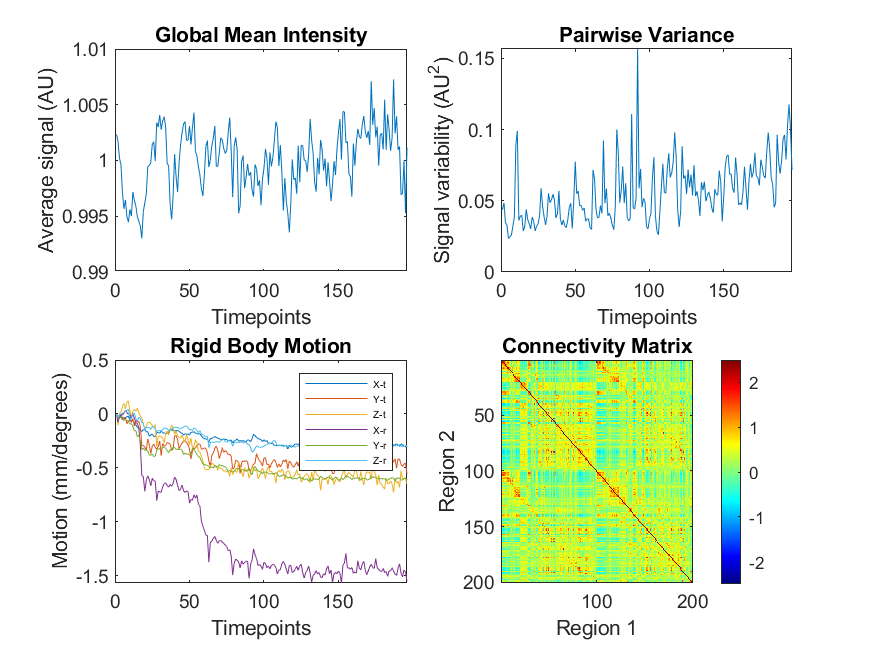 Global Mean Intensity
Average signal (AU)
1.01
1.005
1
0.995
0.99
0 50 100 150
Timepoints
Pairwise Variance
Signal variability (AU²)
0.15
0.1
0.05
0
0 50 100 150
Timepoints
Rigid Body Motion
Motion (mm/degrees)
0.5
0
-0.5
-1
-1.5
X-t
Y-t
Z-t
X-r
Y-r
Z-r
0 50 100 150
Timepoints
Connectivity Matrix
Region 2
50
100
150
200
100 200
Region 1
2
1
0
-1
-2